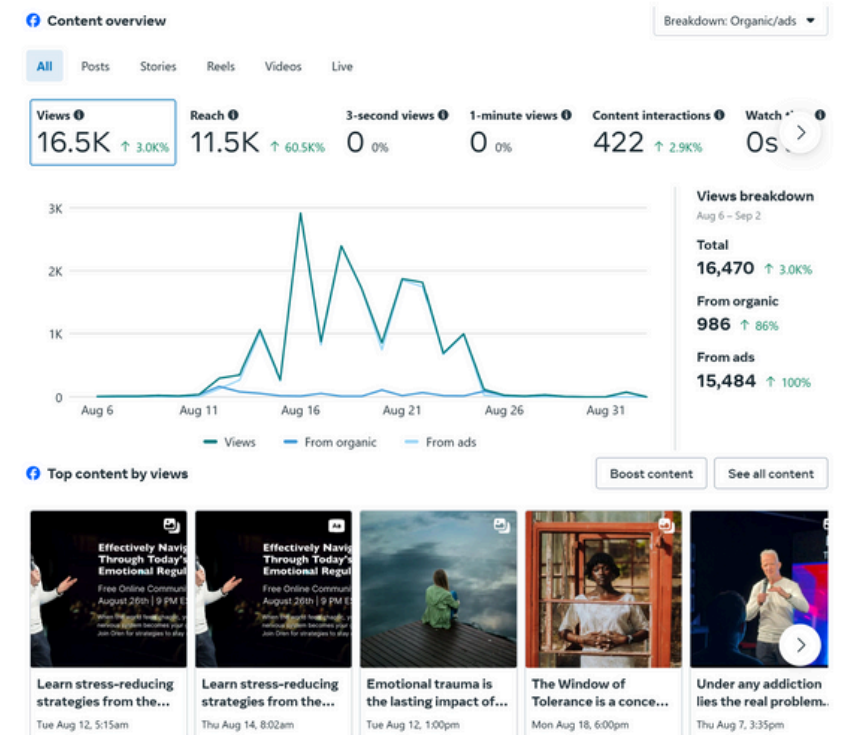 Content overview
Breakdown: Organic/ads
All Posts Stories Reels Videos Live
Views Reach 3-second views 1-minute views Content interactions Watch
16.5K ↑ 3.0K% 11.5K ↑ 60.5K% 0 0% 0 0% 422 ↑ 2.9K% 0s
Views breakdown
Aug 6 – Sep 2
Total
16,470 ↑ 3.0K%
From organic
986 ↑ 86%
From ads
15,484 ↑ 100%
3K
2K
1K
0
Aug 6 Aug 11 Aug 16 Aug 21 Aug 26 Aug 31
Views From organic From ads
Top content by views
Boost content See all content
Effectively Navig
Through Today's
Emotional Regul
Free Online Communi
August 26th | 9 PM E
Aa
Effectively Navig
Through Today's
Emotional Regul
Free Online Commun
August 26th | 9 PM E
Learn stress-reducing
strategies from the...
Tue Aug 12, 5:15am
Learn stress-reducing
strategies from the...
Thu Aug 14, 8:02am
Emotional trauma is
the lasting impact of...
Tue Aug 12, 1:00pm
The Window of
Tolerance is a conce...
Mon Aug 18, 6:00pm
Under any addiction
lies the real problem..
Thu Aug 7, 3:35pm